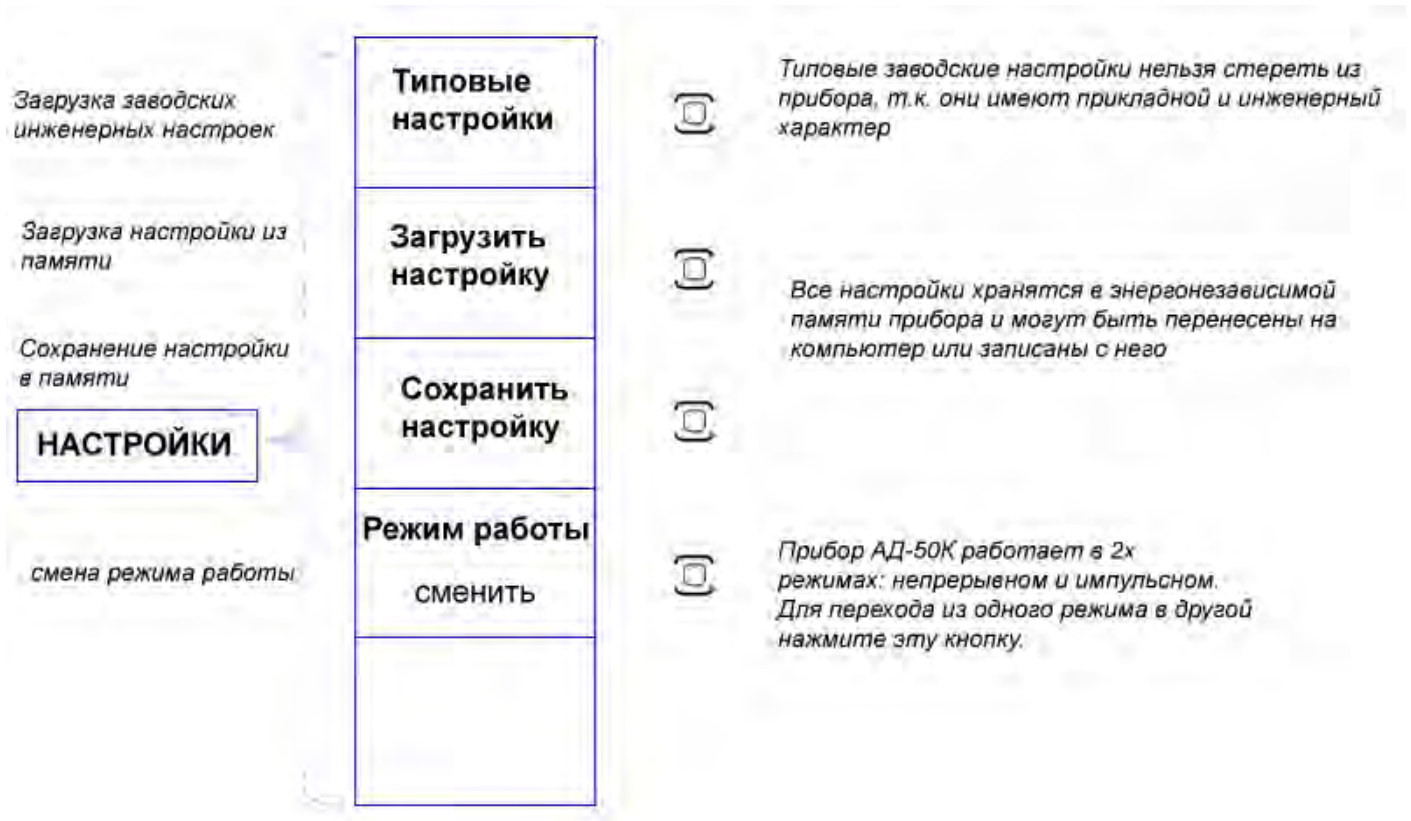 Загрузка заводских
инженерных настроек
Типовые
настройки
Типовые заводские настройки нельзя стереть из
прибора, т.к. они имеют прикладной и инженерный
характер
Загрузка настройки из
памяти
Загрузить
настройку
Все настройки хранятся в энергонезависимой
памяти прибора и могут быть перенесены на
компьютер или записаны с него
Сохранение настройки
в памяти
Сохранить
настройку
НАСТРОЙКИ
смена режима работы
Режим работы
сменить
Прибор АД-50К работает в 2х
режимах: непрерывном и импульсном.
Для перехода из одного режима в другой
нажмите эту кнопку.